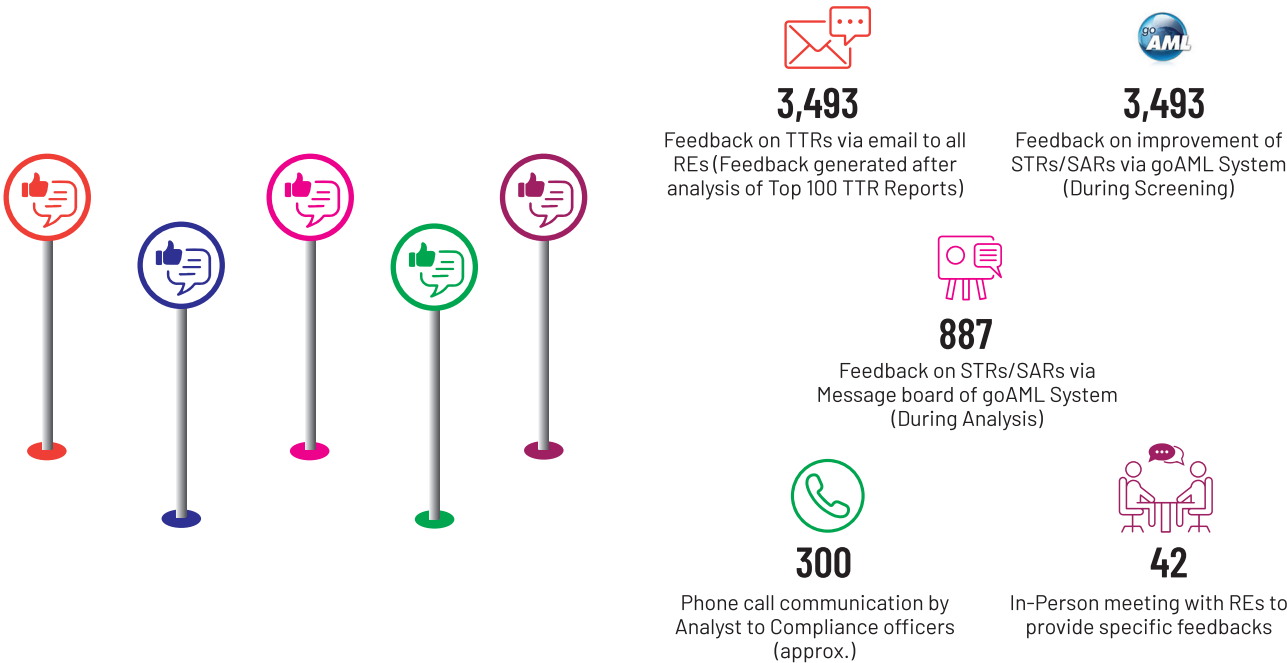 3,493
Feedback on TTRs via email to all
REs (Feedback generated after
analysis of Top 100 TTR Reports)
go
AML
3,493
Feedback on improvement of
STRs/SARs via goAML System
(During Screening)
887
Feedback on STRs/SARs via
Message board of goAML System
(During Analysis)
300
Phone call communication by
Analyst to Compliance officers
(approx.)
42
In-Person meeting with REs to
provide specific feedbacks